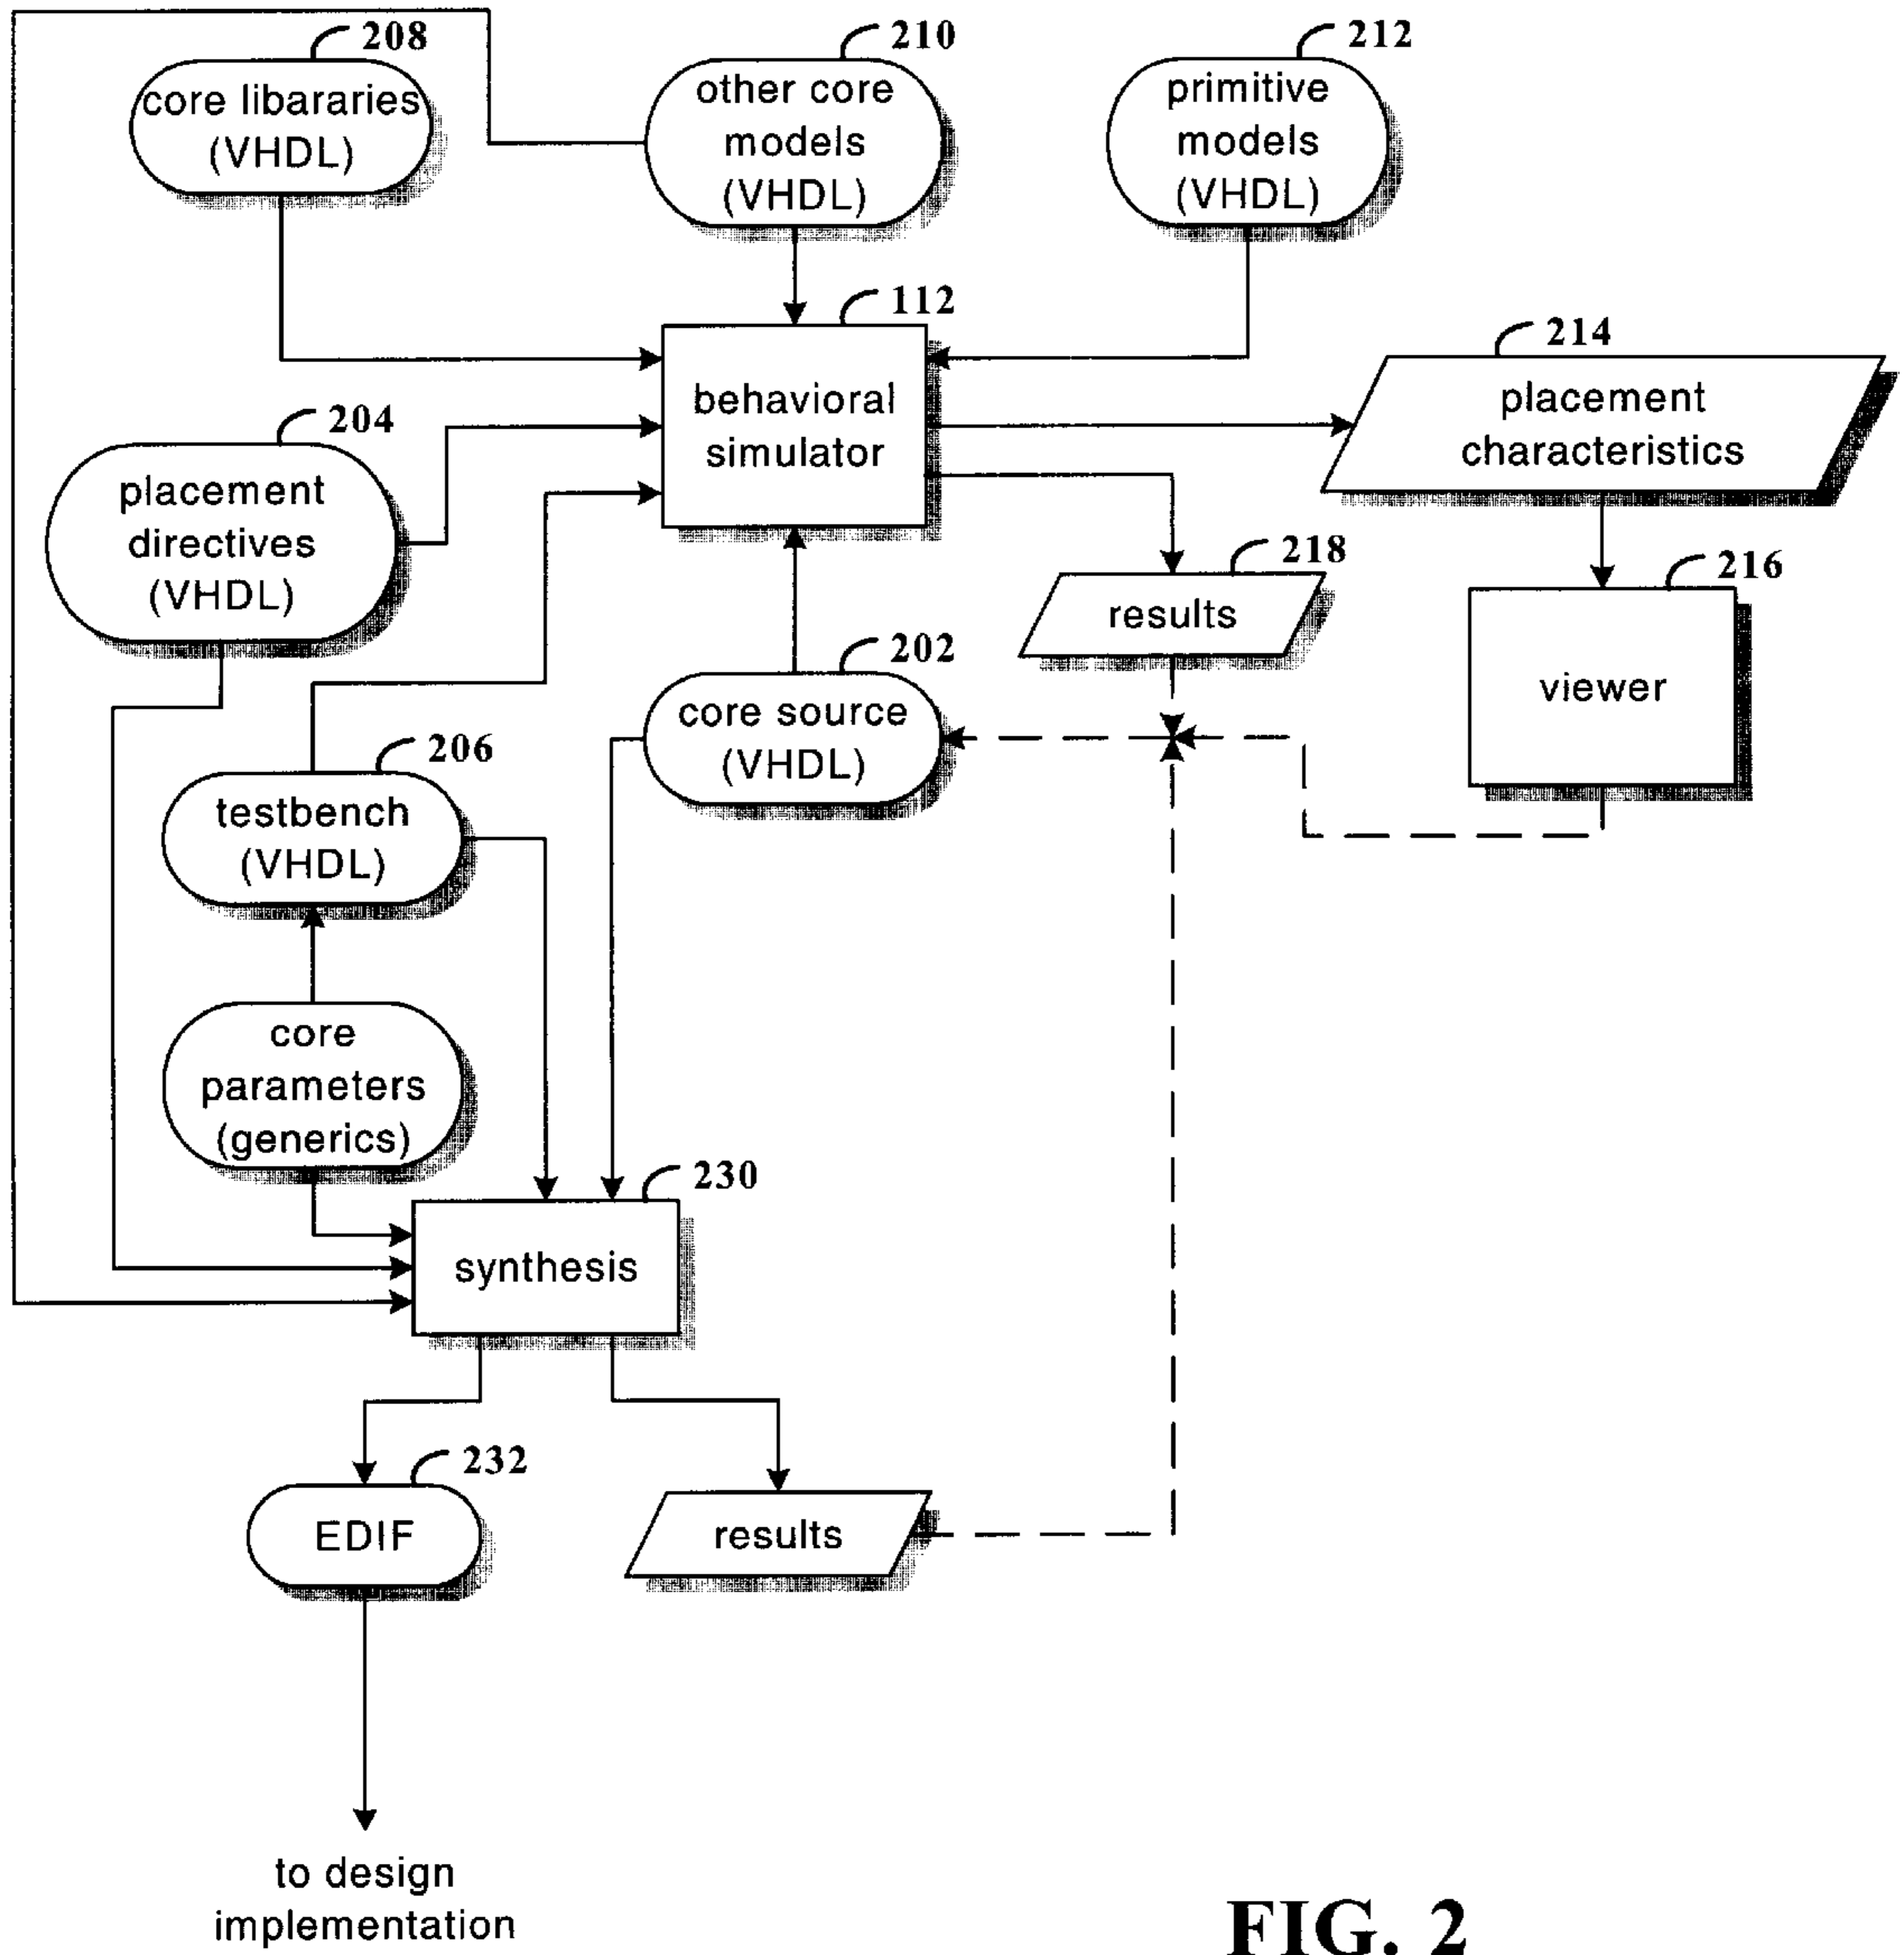 208
core libararies
(VHDL)
210
other core
models
(VHDL)
212
primitive
models
(VHDL)
112
behavioral
simulator
214
placement
characteristics
204
placement
directives
(VHDL)
218
results
216
viewer
202
core source
(VHDL)
206
testbench
(VHDL)
core
parameters
(generics)
230
synthesis
232
EDIF
results
to design
implementation
FIG. 2